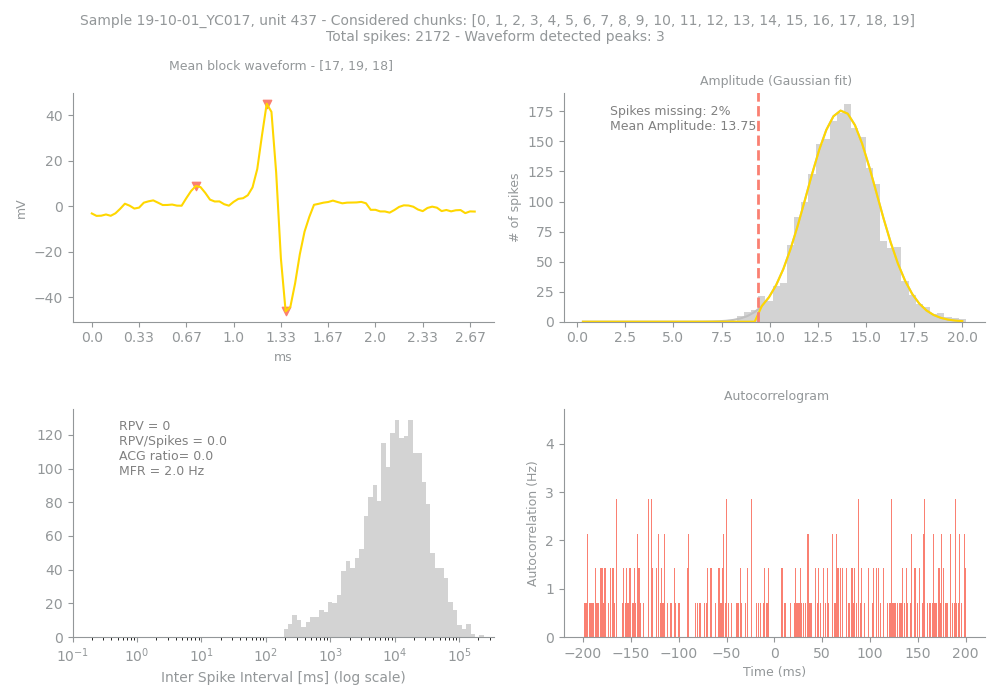 Sample 19-10-01_YC017, unit 437 - Considered chunks: [0, 1, 2, 3, 4, 5, 6, 7, 8, 9, 10, 11, 12, 13, 14, 15, 16, 17, 18, 19]
Total spikes: 2172 - Waveform detected peaks: 3
Mean block waveform - [17, 19, 18]
mV
40
20
0
−20
−40
0.0 0.33 0.67 1.0 1.33 1.67 2.0 2.33 2.67
ms
Amplitude (Gaussian fit)
Spikes missing: 2%
Mean Amplitude: 13.75
# of spikes
175
150
125
100
75
50
25
0
0.0 2.5 5.0 7.5 10.0 12.5 15.0 17.5 20.0
RPV = 0
RPV/Spikes = 0.0
ACG ratio= 0.0
MFR = 2.0 Hz
120
100
80
60
40
20
0
10⁻¹ 10⁰ 10¹ 10² 10³ 10⁴ 10⁵
Inter Spike Interval [ms] (log scale)
Autocorrelogram
Autocorrelation (Hz)
4
3
2
1
0
−200 −150 −100 −50 0 50 100 150 200
Time (ms)